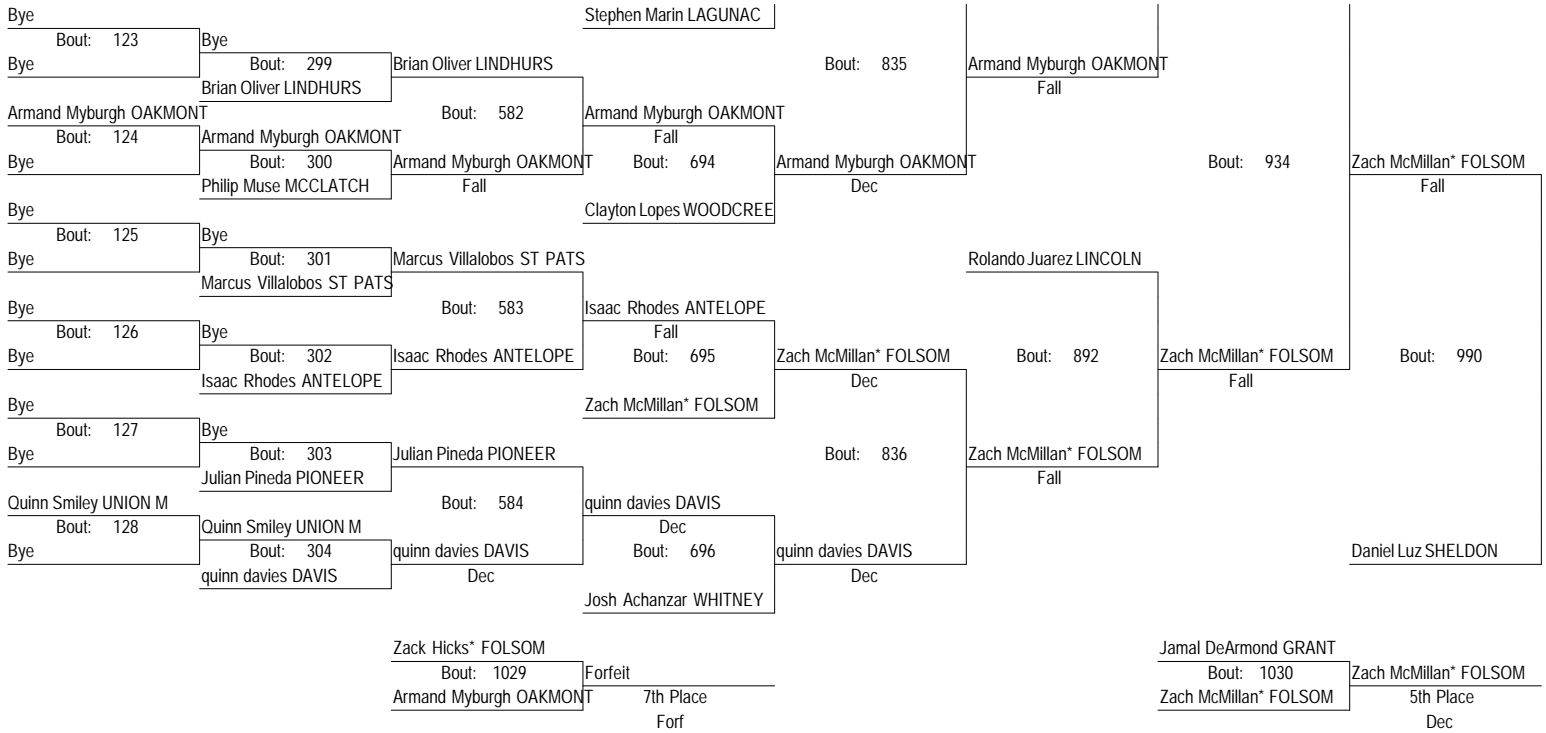 Bye
Stephen Marin LAGUNAC
Bout: 123
Bye
Bye
Bout: 299
Brian Oliver LINDHURS
Bout: 835
Armand Myburgh OAKMONT
Brian Oliver LINDHURS
Fall
Armand Myburgh OAKMONT
Bout: 582
Armand Myburgh OAKMONT
Bout: 124
Armand Myburgh OAKMONT
Fall
Bye
Bout: 300
Armand Myburgh OAKMONT
Bout: 694
Armand Myburgh OAKMONT
Bout: 934
Zach McMillan* FOLSOM
Philip Muse MCCLATCH
Fall
Dec
Fall
Bye
Clayton Lopes WOODCREE
Bout: 125
Bye
Bye
Bout: 301
Marcus Villalobos ST PATS
Rolando Juarez LINCOLN
Marcus Villalobos ST PATS
Bye
Bout: 583
Isaac Rhodes ANTELOPE
Bout: 126
Bye
Fall
Bye
Bout: 302
Isaac Rhodes ANTELOPE
Bout: 695
Zach McMillan* FOLSOM
Bout: 892
Zach McMillan* FOLSOM
Bout: 990
Isaac Rhodes ANTELOPE
Dec
Fall
Bye
Zach McMillan* FOLSOM
Bout: 127
Bye
Bye
Bout: 303
Julian Pineda PIONEER
Bout: 836
Zach McMillan* FOLSOM
Julian Pineda PIONEER
Fall
Quinn Smiley UNION M
Bout: 584
quinn davies DAVIS
Bout: 128
Quinn Smiley UNION M
Dec
Bye
Bout: 304
quinn davies DAVIS
Bout: 696
quinn davies DAVIS
Daniel Luz SHELDON
quinn davies DAVIS
Dec
Dec
Josh Achanzar WHITNEY
Zack Hicks* FOLSOM
Jamal DeArmond GRANT
Bout: 1029
Forfeit
Bout: 1030
Zach McMillan* FOLSOM
Armand Myburgh OAKMONT
7th Place
Zach McMillan* FOLSOM
5th Place
Forf
Dec